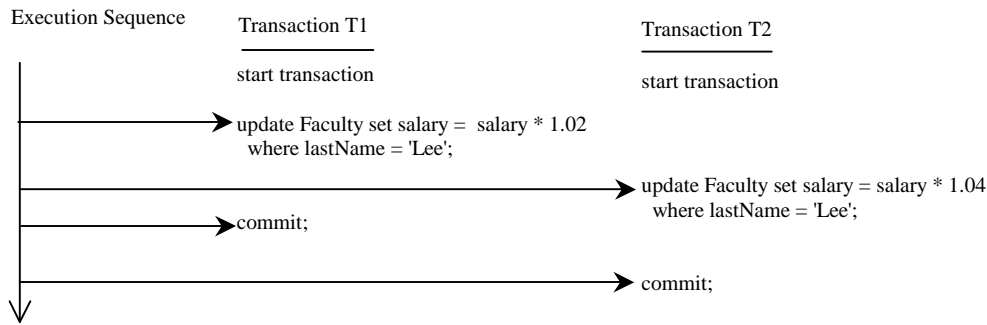 Execution Sequence
Transaction T1
Transaction T2
start transaction
start transaction
update Faculty set salary =  salary * 1.02
where lastName = 'Lee';
update Faculty set salary = salary * 1.04
where lastName = 'Lee';
commit;
commit;